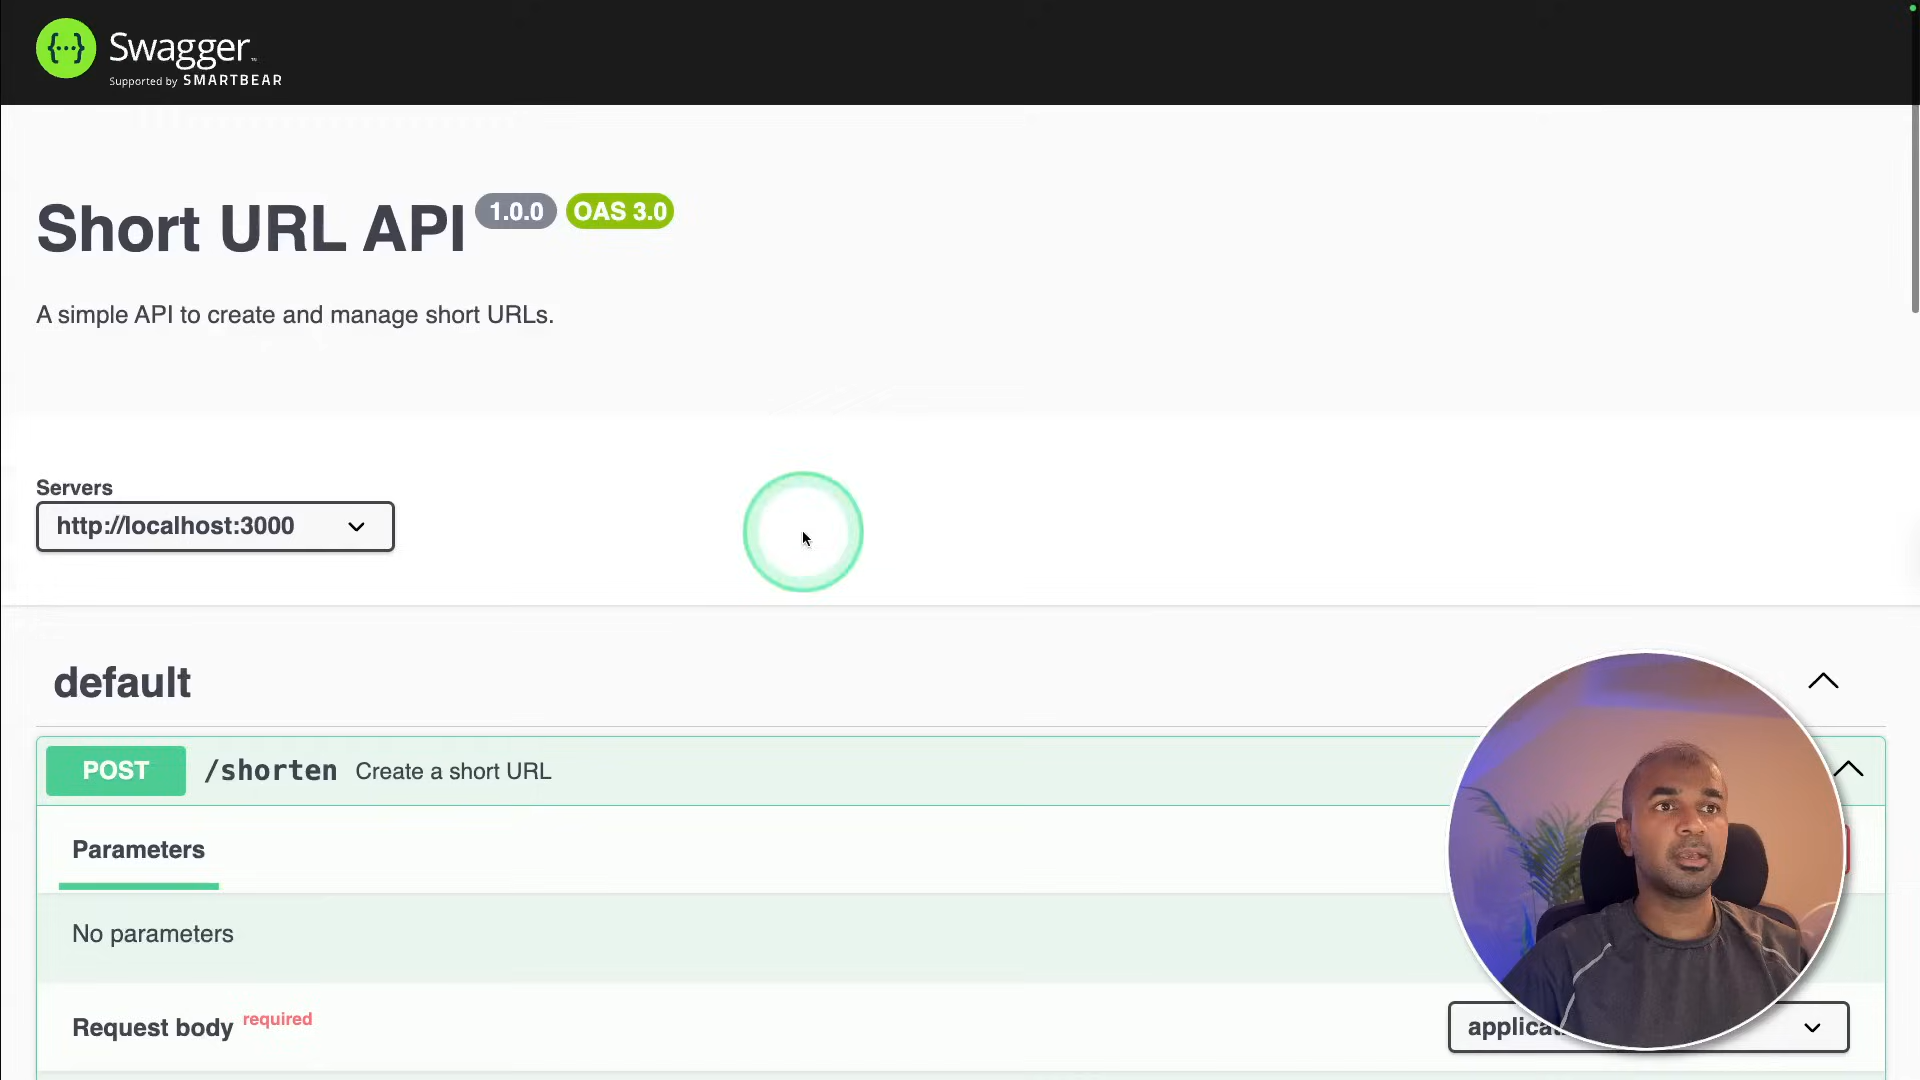 {···} Swagger™
Supported by SMARTBEAR
Short URL API 1.0.0 OAS 3.0
A simple API to create and manage short URLs.
Servers
http://localhost:3000
default
POST /shorten Create a short URL
Parameters
No parameters
Request body required